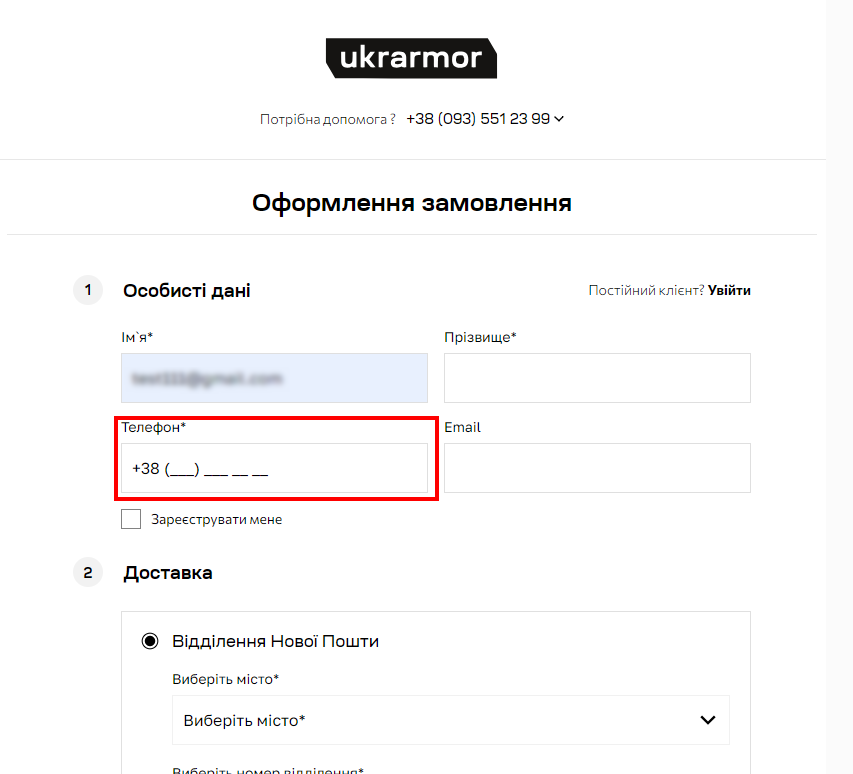 ukrarmor
Потрібна допомога ? +38 (093) 551 23 99
Оформлення замовлення
1 Особисті дані Постійний клієнт? Увійти
Ім`я* Прізвище*
Телефон* Email
+38 (___) ___ __ __
Зареєструвати мене
2 Доставка
Відділення Нової Пошти
Виберіть місто*
Виберіть місто*
Виберіть номер відділення*